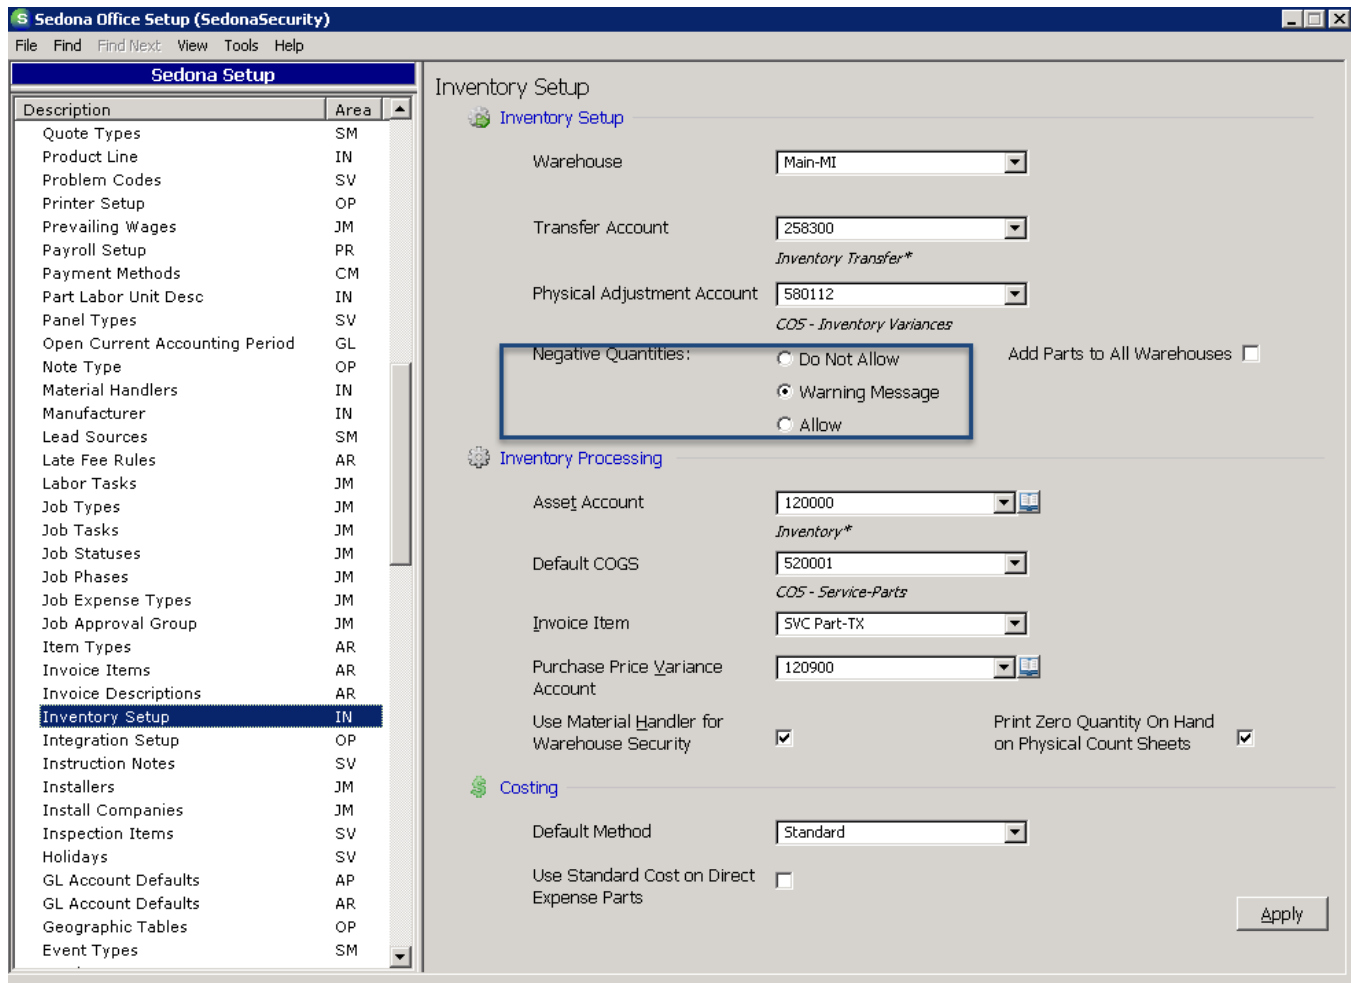 S Sedona Office Setup (SedonaSecurity)
File Find Find Next View Tools Help
Sedona Setup
Description Area
Quote Types SM
Product Line IN
Problem Codes SV
Printer Setup OP
Prevailing Wages JM
Payroll Setup PR
Payment Methods CM
Part Labor Unit Desc IN
Panel Types SV
Open Current Accounting Period GL
Note Type OP
Material Handlers IN
Manufacturer IN
Lead Sources SM
Late Fee Rules AR
Labor Tasks JM
Job Types JM
Job Tasks JM
Job Statuses JM
Job Phases JM
Job Expense Types JM
Job Approval Group JM
Item Types AR
Invoice Items AR
Invoice Descriptions AR
Inventory Setup IN
Integration Setup OP
Instruction Notes SV
Installers JM
Install Companies JM
Inspection Items SV
Holidays SV
GL Account Defaults AP
GL Account Defaults AR
Geographic Tables OP
Event Types SM
Inventory Setup
Inventory Setup
Warehouse Main-MI
Transfer Account 258300
Inventory Transfer*
Physical Adjustment Account 580112
COS - Inventory Variances
Negative Quantities: Do Not Allow Add Parts to All Warehouses
Warning Message
Allow
Inventory Processing
Asset Account 120000
Inventory*
Default COGS 520001
COS - Service-Parts
Invoice Item SVC Part-TX
Purchase Price Variance 120900
Account
Use Material Handler for Print Zero Quantity On Hand
Warehouse Security on Physical Count Sheets
Costing
Default Method Standard
Use Standard Cost on Direct
Expense Parts
Apply